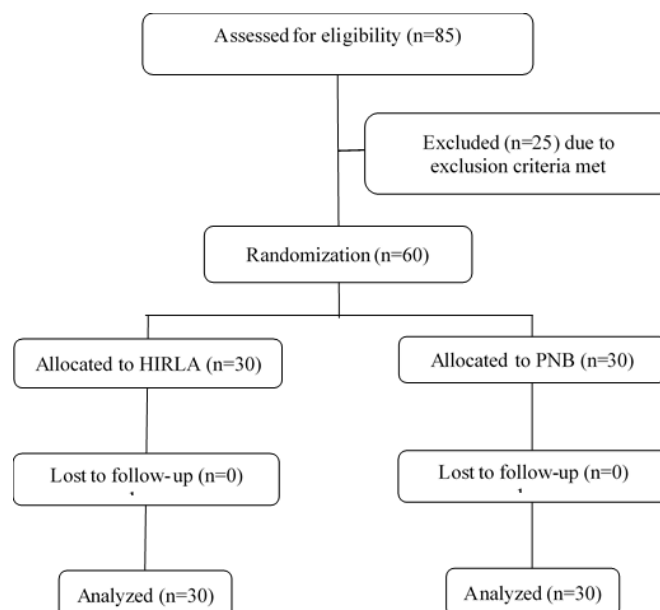 Assessed for eligibility (n=85)
Excluded (n=25) due to
exclusion criteria met
Randomization (n=60)
Allocated to HIRLA (n=30)
Allocated to PNB (n=30)
Lost to follow-up (n=0)
Lost to follow-up (n=0)
Analyzed (n=30)
Analyzed (n=30)